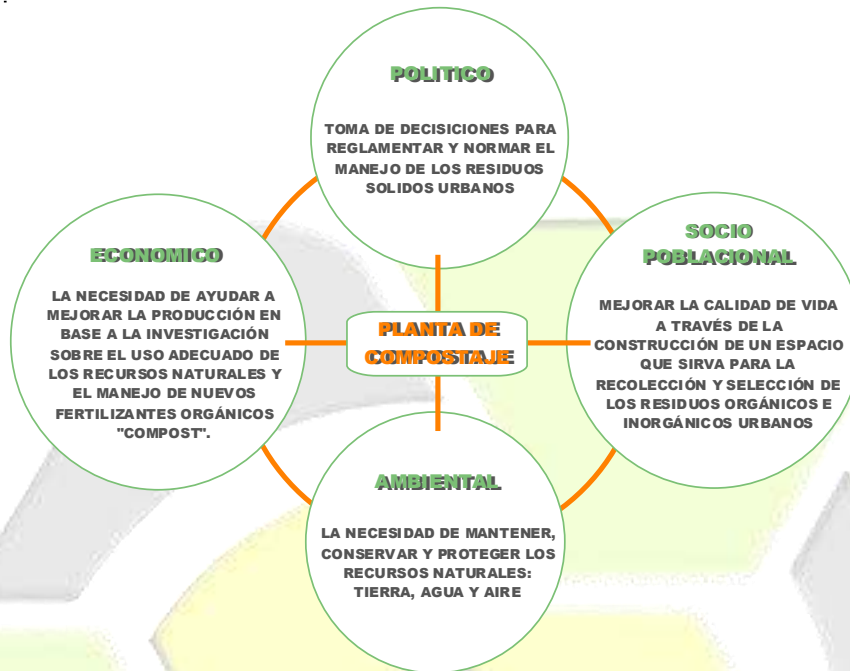 POLITICO
TOMA DE DECISICIONES PARA
REGLAMENTAR Y NORMAR EL
MANEJO DE LOS RESIDUOS
SOLIDOS URBANOS
ECONOMICO
LA NECESIDAD DE AYUDAR A
MEJORAR LA PRODUCCIÓN EN
BASE A LA INVESTIGACIÓN
SOBRE EL USO ADECUADO DE
LOS RECURSOS NATURALES Y
EL MANEJO DE NUEVOS
FERTILIZANTES ORGÁNICOS
"COMPOST".
PLANTA DE
COMPOSTAJE
SOCIO
POBLACIONAL
MEJORAR LA CALIDAD DE VIDA
A TRAVÉS DE LA
CONSTRUCCIÓN DE UN ESPACIO
QUE SIRVA PARA LA
RECOLECCIÓN Y SELECCIÓN DE
LOS RESIDUOS ORGÁNICOS E
INORGÁNICOS URBANOS
AMBIENTAL
LA NECESIDAD DE MANTENER,
CONSERVAR Y PROTEGER LOS
RECURSOS NATURALES:
TIERRA, AGUA Y AIRE